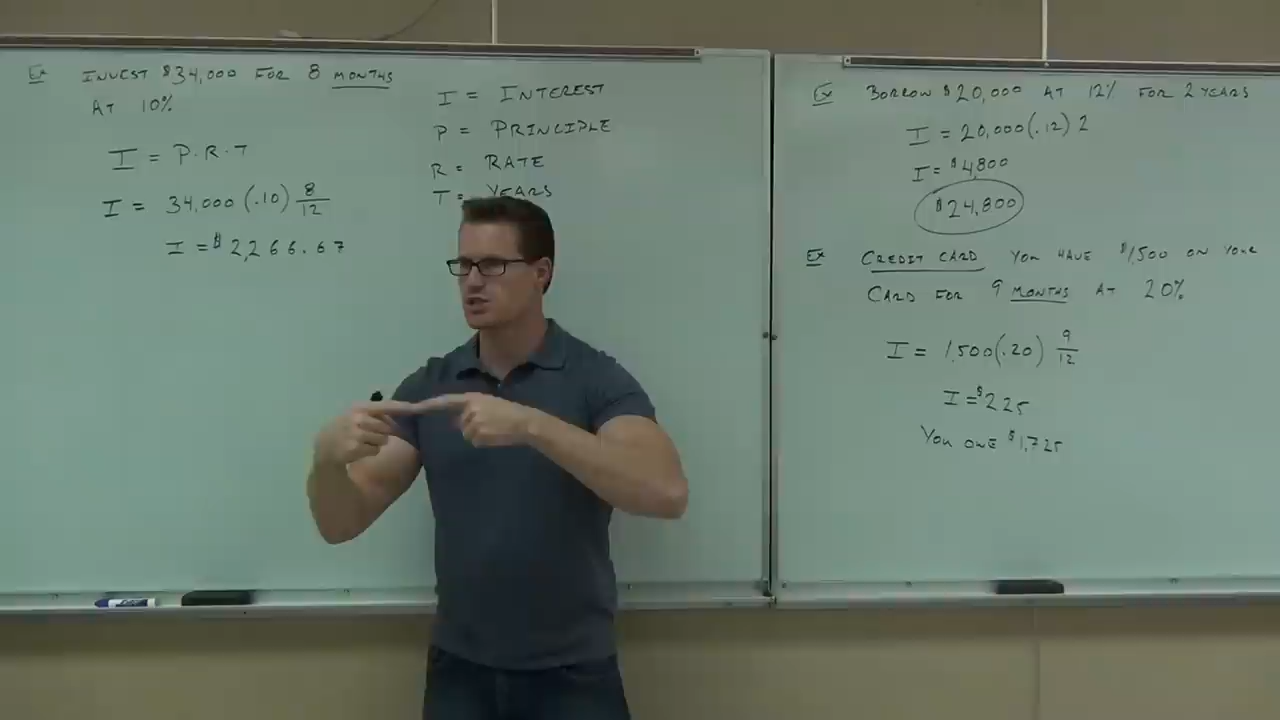 Ex INVEST $34,000 FOR 8 MONTHS
AT 10%
I = P·R·T
I = 34,000 (.10) 8/12
I = $2,266.67
I = INTEREST
P = PRINCIPLE
R = RATE
T = YEARS
Ex BORROW $20,000 AT 12% FOR 2 YEARS
I = 20,000(.12) 2
I = $4,800
$24,800
Ex CREDIT CARD YOU HAVE $1,500 ON YOUR
CARD FOR 9 MONTHS AT 20%
I = 1,500(.20) 9/12
I = $225
YOU OWE $1,725